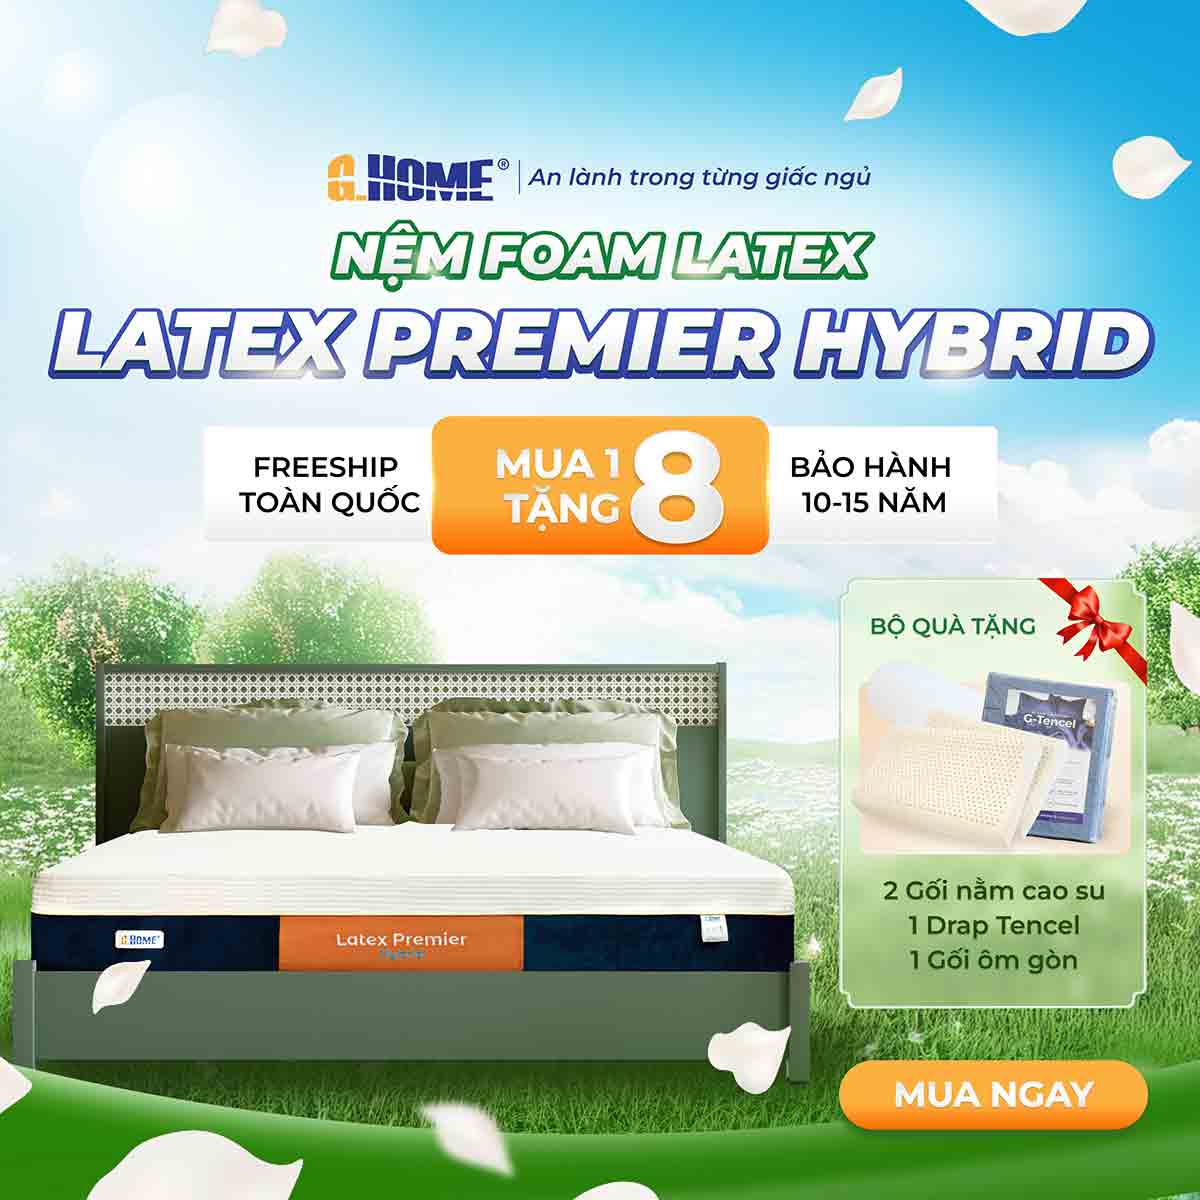 G.HOME®
An lành trong từng giấc ngủ
NỆM FOAM LATEX
LATEX PREMIER HYBRID
FREESHIP
TOÀN QUỐC
MUA 1
TẶNG 8
BẢO HÀNH
10-15 NĂM
BỘ QUÀ TẶNG
G-Tencel
2 Gối nằm cao su
1 Drap Tencel
1 Gối ôm gòn
G.HOME®
Latex Premier
Hybrid
MUA NGAY